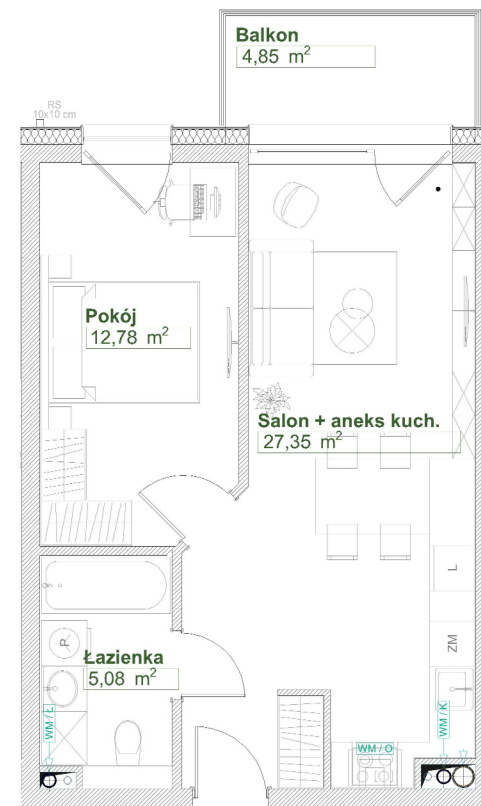 Balkon
4,85 m²
RS
10x10 cm
Pokój
12,78 m²
Salon + aneks kuch.
27,35 m²
L
ZM
P
Łazienka
5,08 m²
WM / Ł
WM / O
WM / K